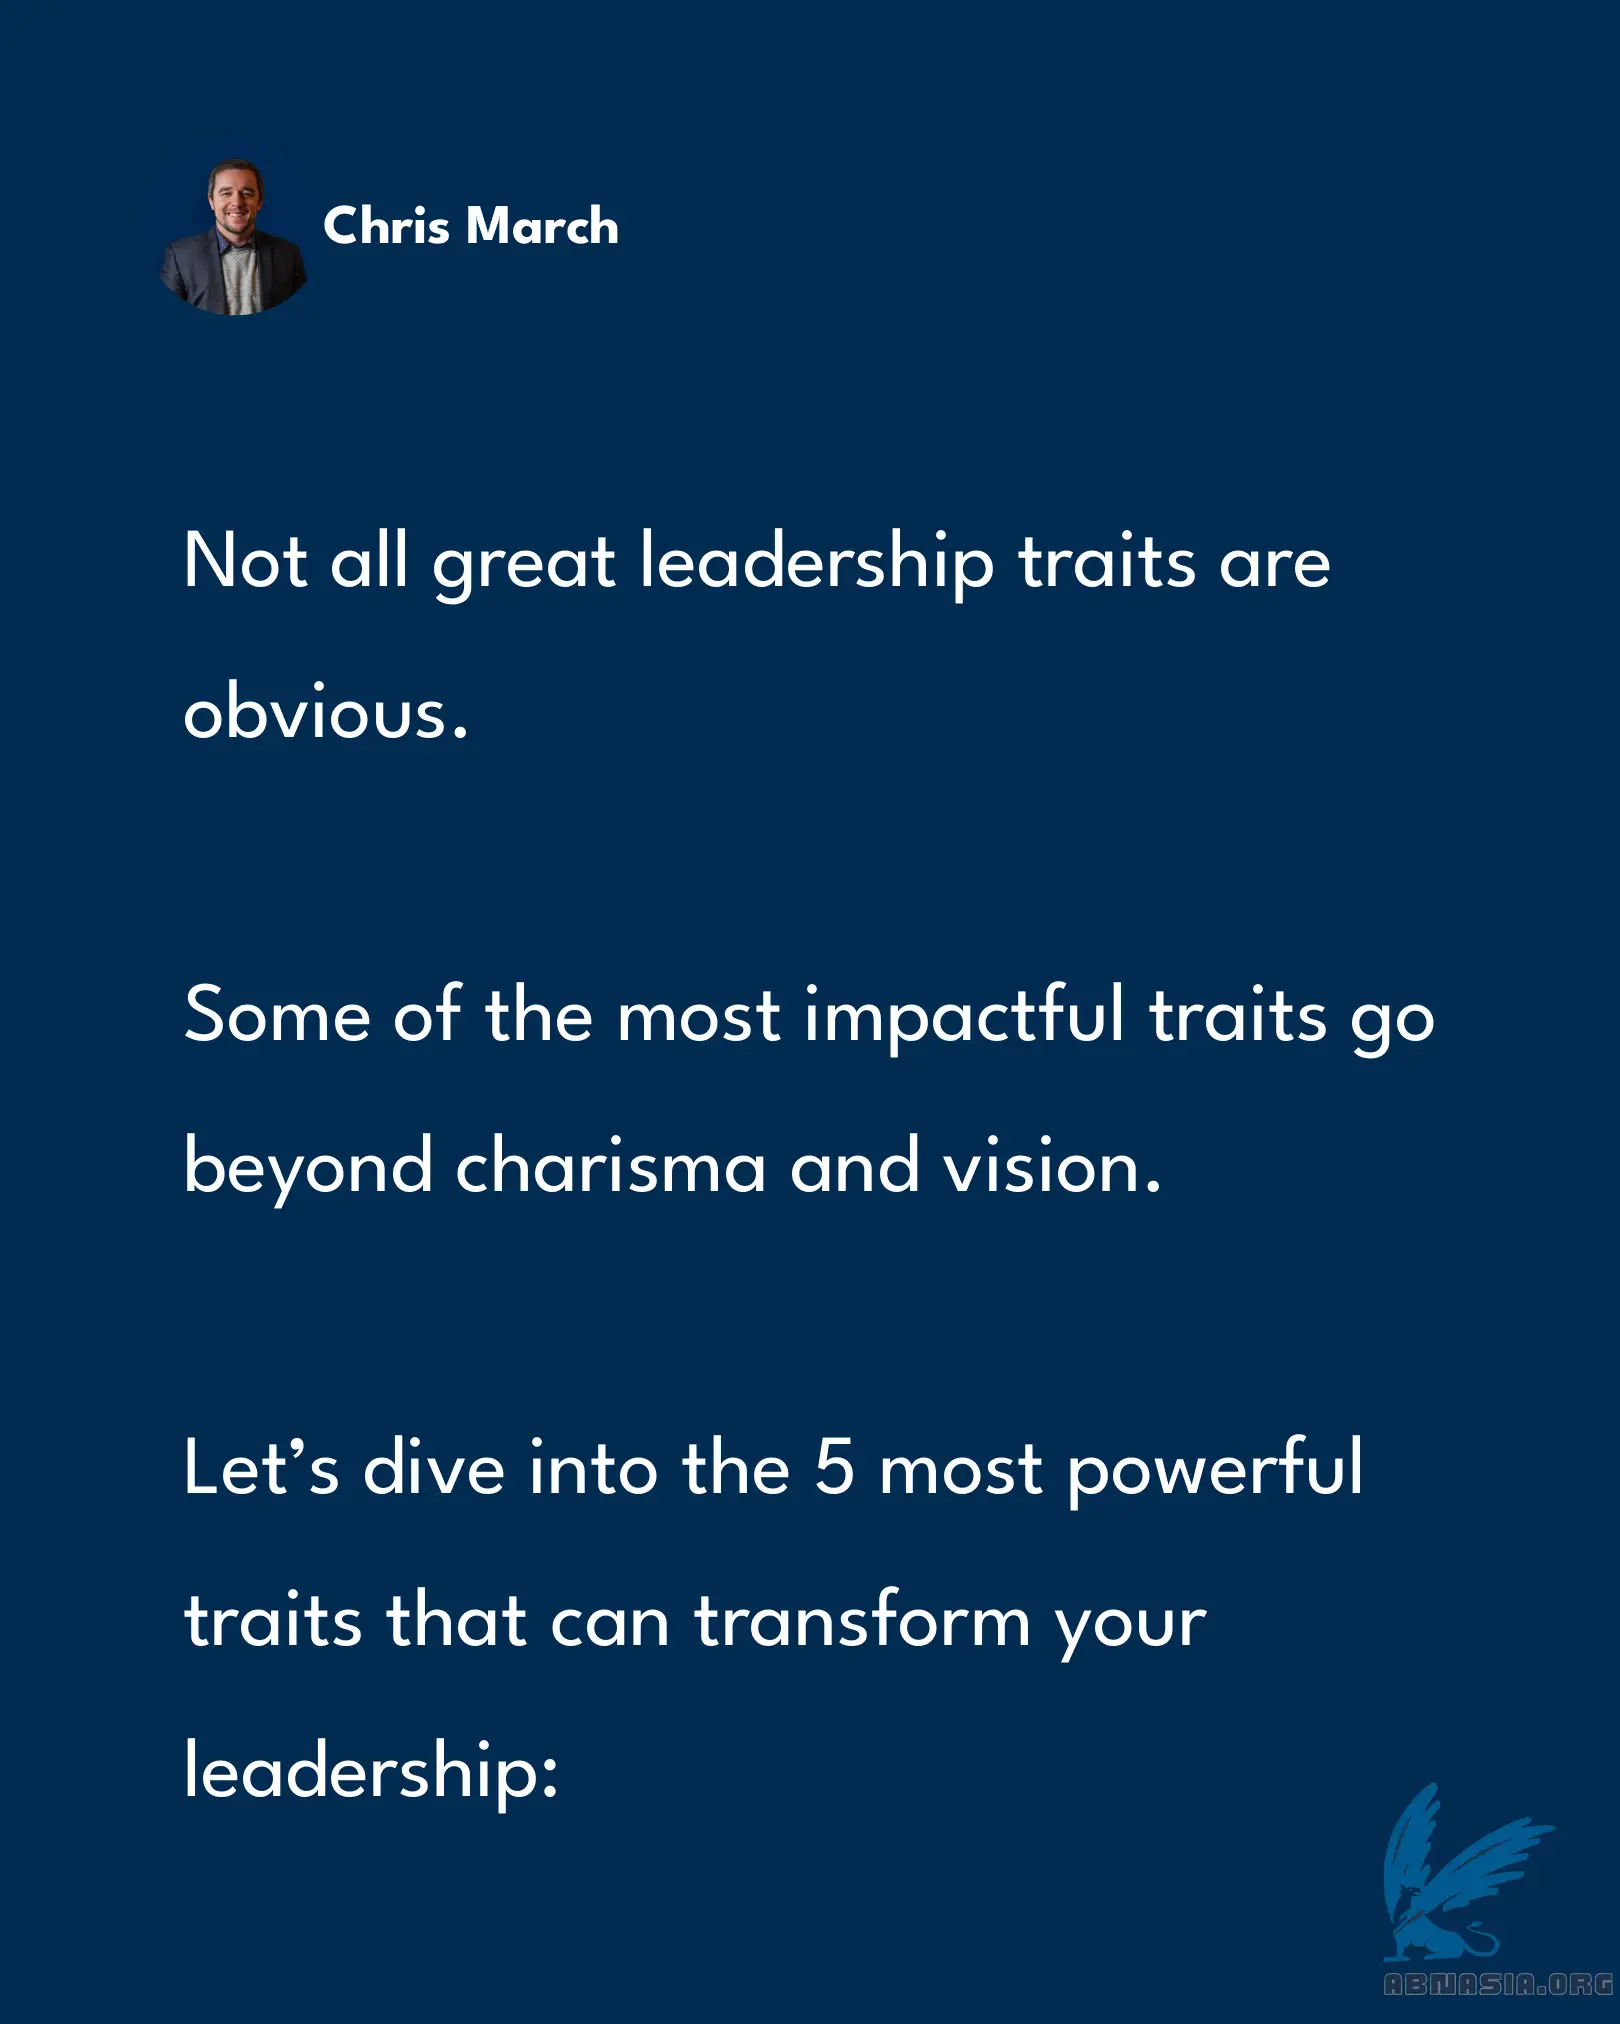 Chris March
Not all great leadership traits are
obvious.
Some of the most impactful traits go
beyond charisma and vision.
Let’s dive into the 5 most powerful
traits that can transform your
leadership:
ABNASIA.ORG